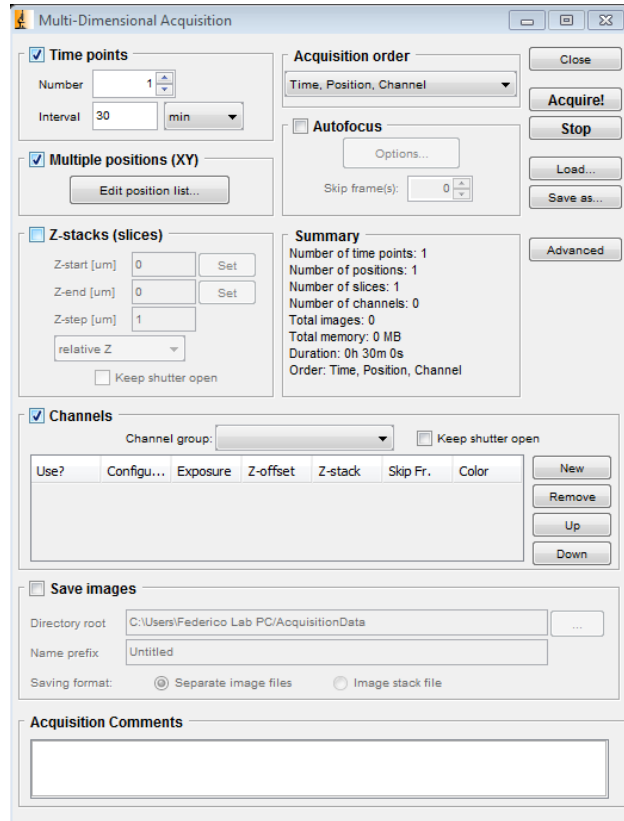 Multi-Dimensional Acquisition
Time points
Number 1
Interval 30 min
Multiple positions (XY)
Edit position list...
Acquisition order
Time, Position, Channel
Autofocus
Options...
Skip frame(s): 0
Close
Acquire!
Stop
Load...
Save as...
Advanced
Z-stacks (slices)
Z-start [um] 0 Set
Z-end [um] 0 Set
Z-step [um] 1
relative Z
Keep shutter open
Summary
Number of time points: 1
Number of positions: 1
Number of slices: 1
Number of channels: 0
Total images: 0
Total memory: 0 MB
Duration: 0h 30m 0s
Order: Time, Position, Channel
Channels
Channel group: Keep shutter open
Use? Configu... Exposure Z-offset Z-stack Skip Fr. Color
New
Remove
Up
Down
Save images
Directory root C:\Users\Federico Lab PC/AcquisitionData ...
Name prefix Untitled
Saving format: Separate image files Image stack file
Acquisition Comments